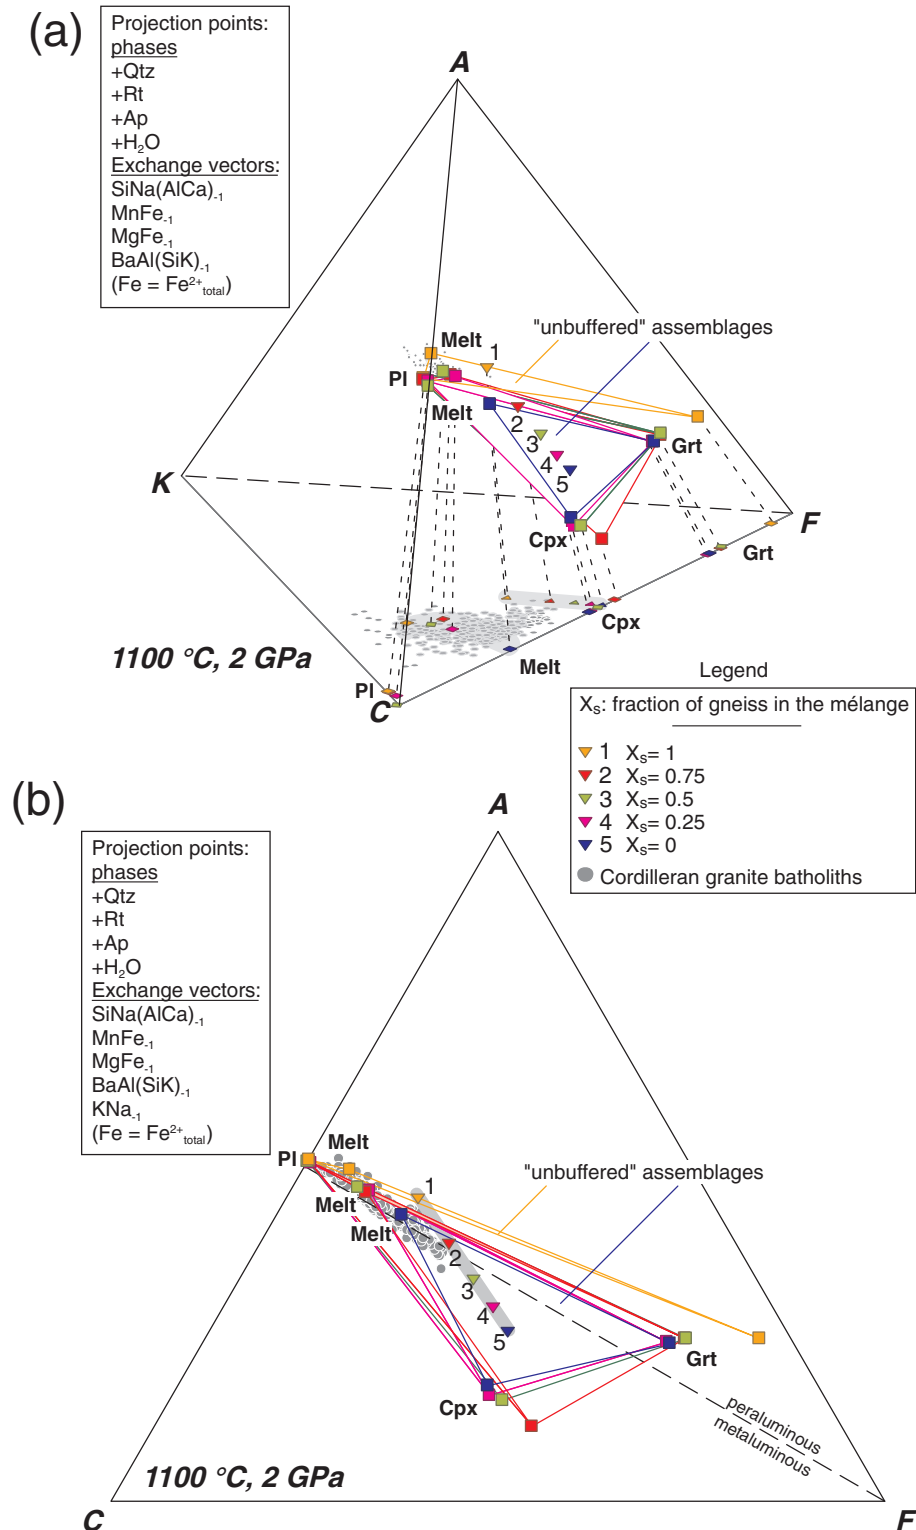 (a)
Projection points:
phases
+Qtz
+Rt
+Ap
+H₂O
Exchange vectors:
SiNa(AlCa)₋₁
MnFe₋₁
MgFe₋₁
BaAl(SiK)₋₁
(Fe = Fe²⁺total)
A
"unbuffered" assemblages
Melt
1
Pl
Melt
2
3
4
5
Grt
K
F
Cpx
Grt
Cpx
1100 °C, 2 GPa
Melt
Pl
C
Legend
Xs: fraction of gneiss in the mélange
1 Xs= 1
2 Xs= 0.75
3 Xs= 0.5
4 Xs= 0.25
5 Xs= 0
Cordilleran granite batholiths
(b)
Projection points:
phases
+Qtz
+Rt
+Ap
+H₂O
Exchange vectors:
SiNa(AlCa)₋₁
MnFe₋₁
MgFe₋₁
BaAl(SiK)₋₁
KNa₋₁
(Fe = Fe²⁺total)
A
Melt
Pl
"unbuffered" assemblages
1
Melt
Melt
2
3
4
5
Grt
Cpx
peraluminous
metaluminous
1100 °C, 2 GPa
C
F